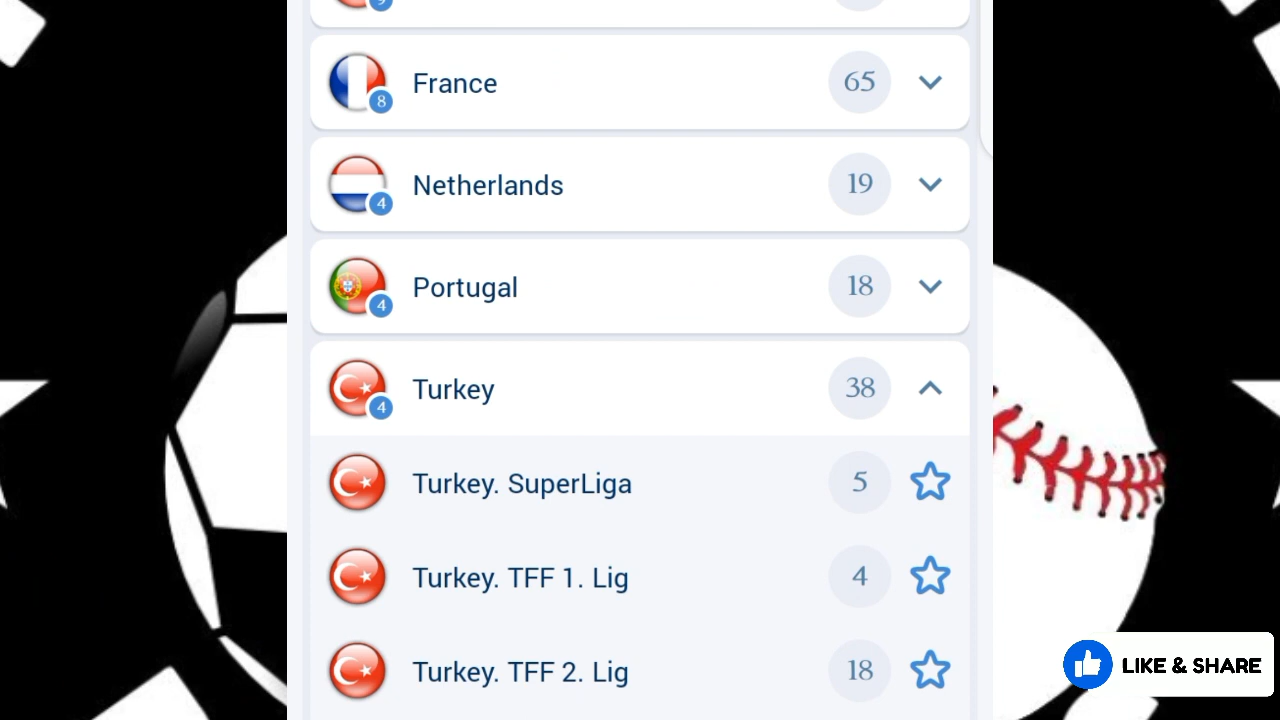 9
France 65
8
Netherlands 19
4
Portugal 18
4
Turkey 38
4
Turkey. SuperLiga 5
Turkey. TFF 1. Lig 4
Turkey. TFF 2. Lig 18
LIKE & SHARE